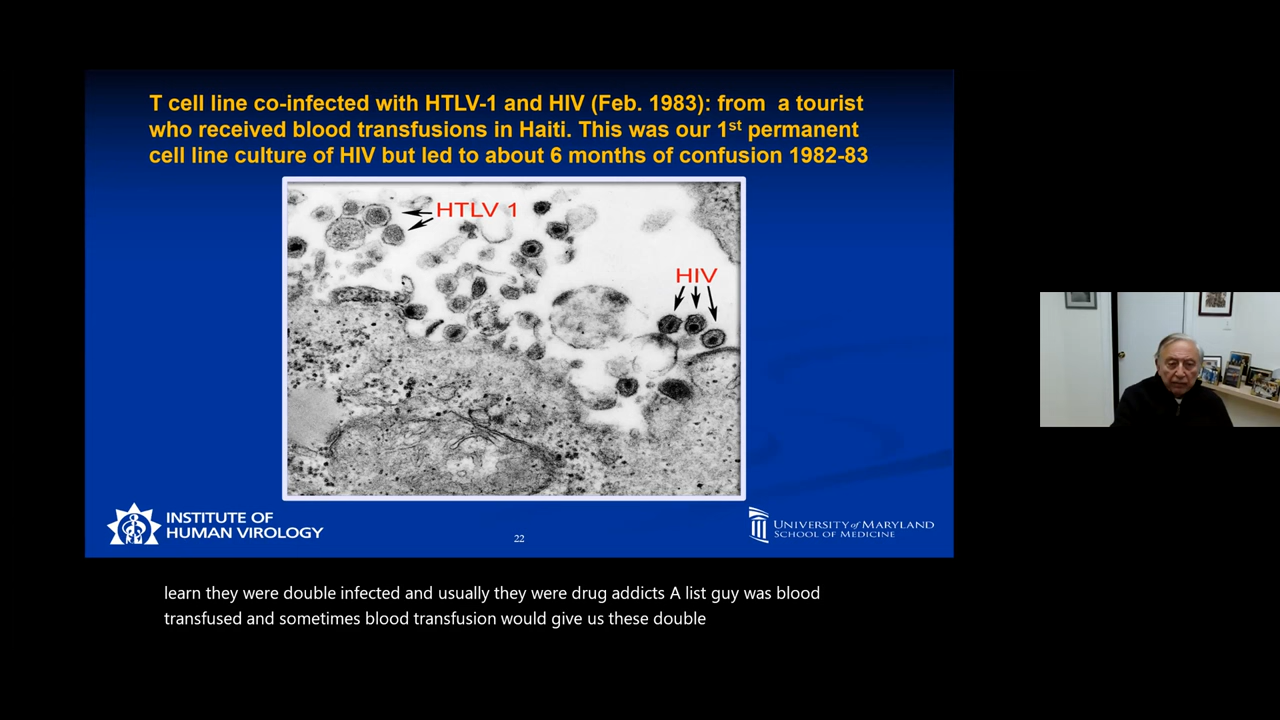 T cell line co-infected with HTLV-1 and HIV (Feb. 1983): from  a tourist
who received blood transfusions in Haiti. This was our 1st permanent
cell line culture of HIV but led to about 6 months of confusion 1982-83
HTLV 1
HIV
INSTITUTE OF
HUMAN VIROLOGY
22
UNIVERSITY of MARYLAND
SCHOOL OF MEDICINE
learn they were double infected and usually they were drug addicts A list guy was blood
transfused and sometimes blood transfusion would give us these double